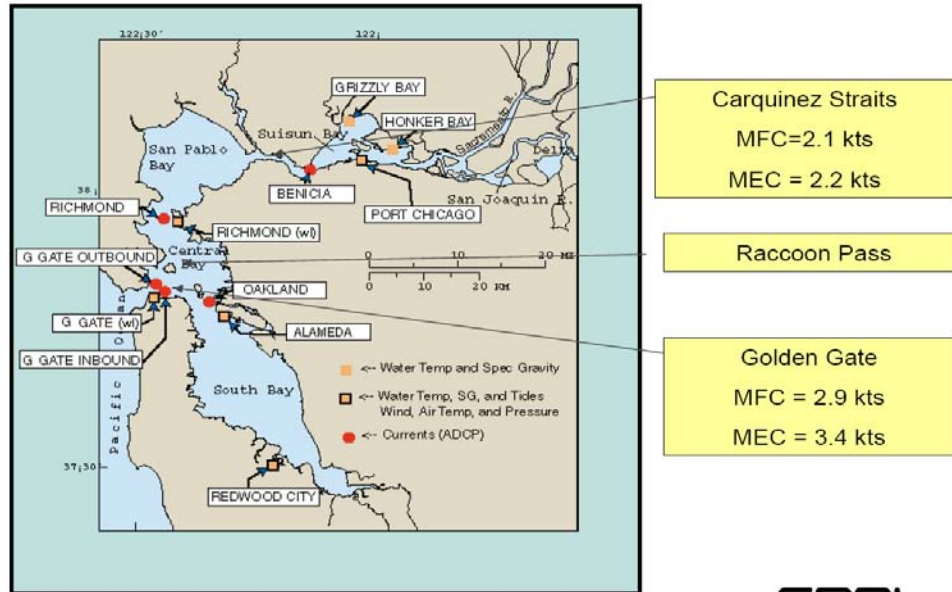 122;30'
122;
GRIZZLY BAY
HONKER BAY
Suisun Bay
Sacramento R.
Delta
San Pablo
Bay
38;
BENICIA
San Joaquin R.
RICHMOND
PORT CHICAGO
RICHMOND (wl)
G GATE OUTBOUND
Central
Bay
0 10 20 MI
0 10 20 KM
OAKLAND
G GATE (wl)
ALAMEDA
G GATE INBOUND
Pacific Ocean
South Bay
<-- Water Temp and Spec Gravity
<-- Water Temp, SG, and Tides
Wind, Air Temp, and Pressure
<-- Currents (ADCP)
37;30
REDWOOD CITY
Carquinez Straits
MFC=2.1 kts
MEC = 2.2 kts
Raccoon Pass
Golden Gate
MFC = 2.9 kts
MEC = 3.4 kts